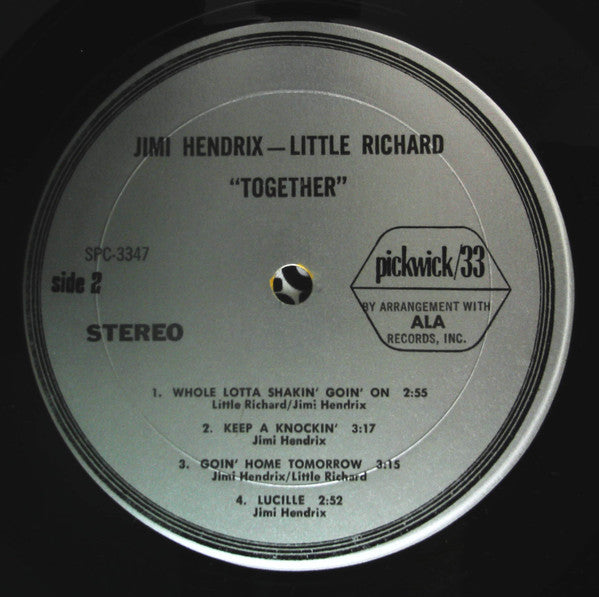 JIMI HENDRIX — LITTLE RICHARD
"TOGETHER"
SPC-3347
side 2
STEREO
pickwick/33
BY ARRANGEMENT WITH
ALA
RECORDS, INC.
1. WHOLE LOTTA SHAKIN' GOIN' ON 2:55
Little Richard/Jimi Hendrix
2. KEEP A KNOCKIN' 3:17
Jimi Hendrix
3. GOIN' HOME TOMORROW 3:15
Jimi Hendrix/Little Richard
4. LUCILLE 2:52
Jimi Hendrix